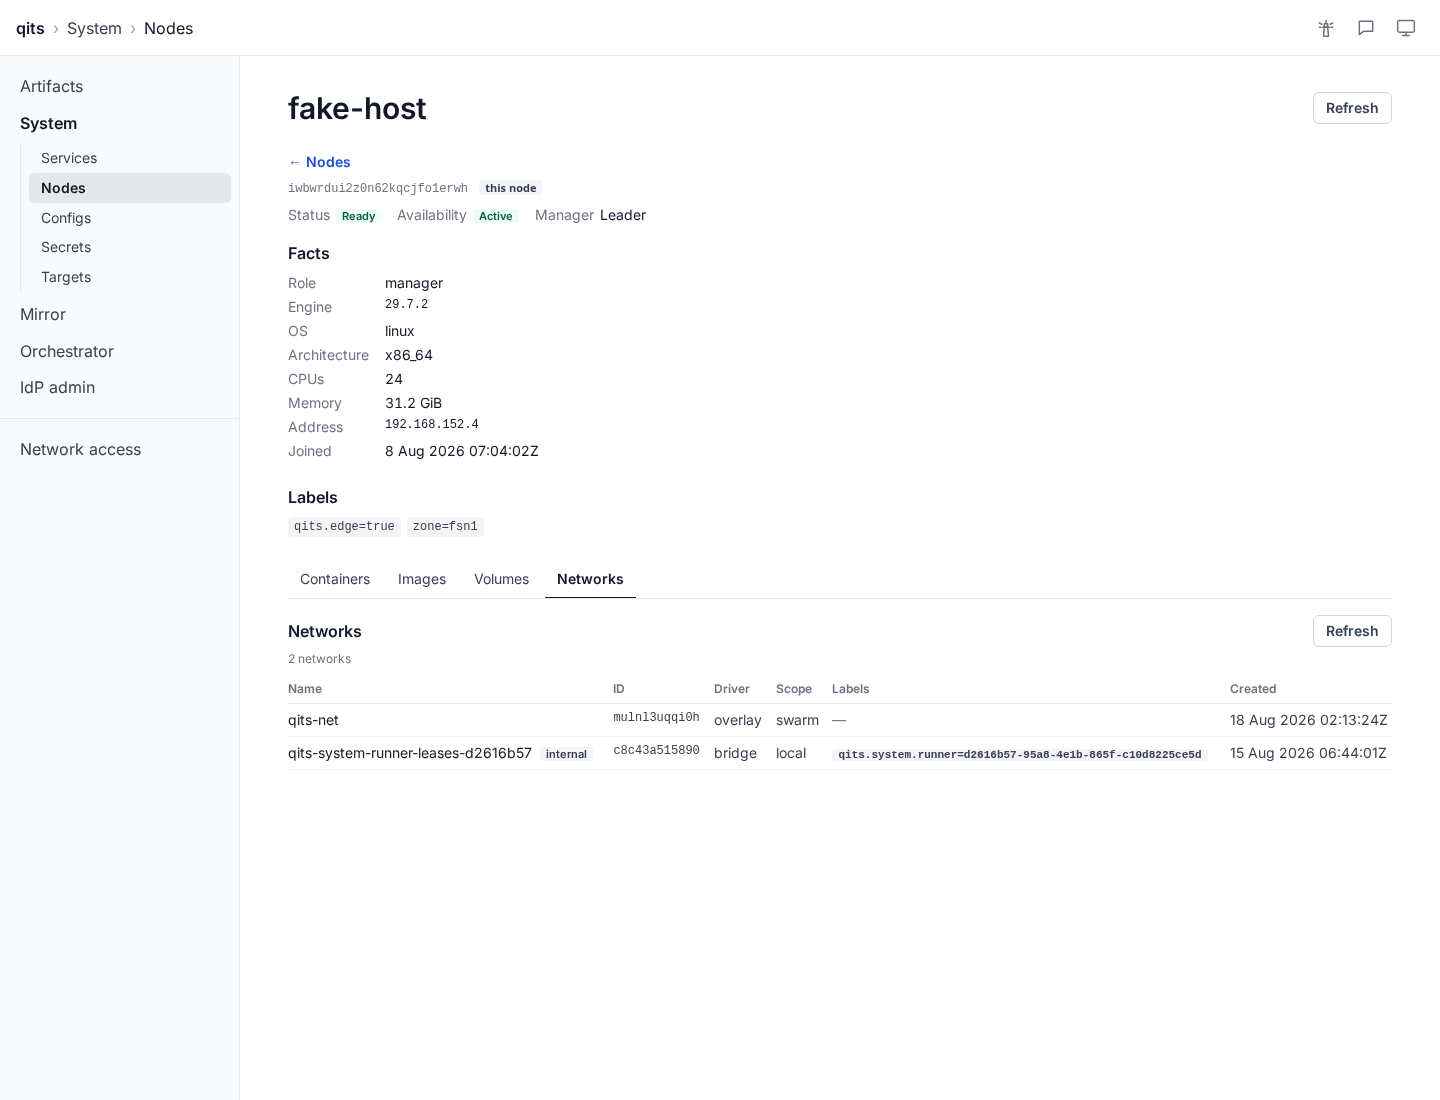 qits › System › Nodes
Artifacts
System
Services
Nodes
Configs
Secrets
Targets
Mirror
Orchestrator
IdP admin
Network access
fake-host
Refresh
← Nodes
iwbwrdui2z0n62kqcjfo1erwh this node
Status Ready Availability Active Manager Leader
Facts
Role manager
Engine 29.7.2
OS linux
Architecture x86_64
CPUs 24
Memory 31.2 GiB
Address 192.168.152.4
Joined 8 Aug 2026 07:04:02Z
Labels
qits.edge=true zone=fsn1
Containers Images Volumes Networks
Networks
Refresh
2 networks
Name ID Driver Scope Labels Created
qits-net mulnl3uqqi0h overlay swarm — 18 Aug 2026 02:13:24Z
qits-system-runner-leases-d2616b57 internal c8c43a515890 bridge local qits.system.runner=d2616b57-95a8-4e1b-865f-c10d8225ce5d 15 Aug 2026 06:44:01Z